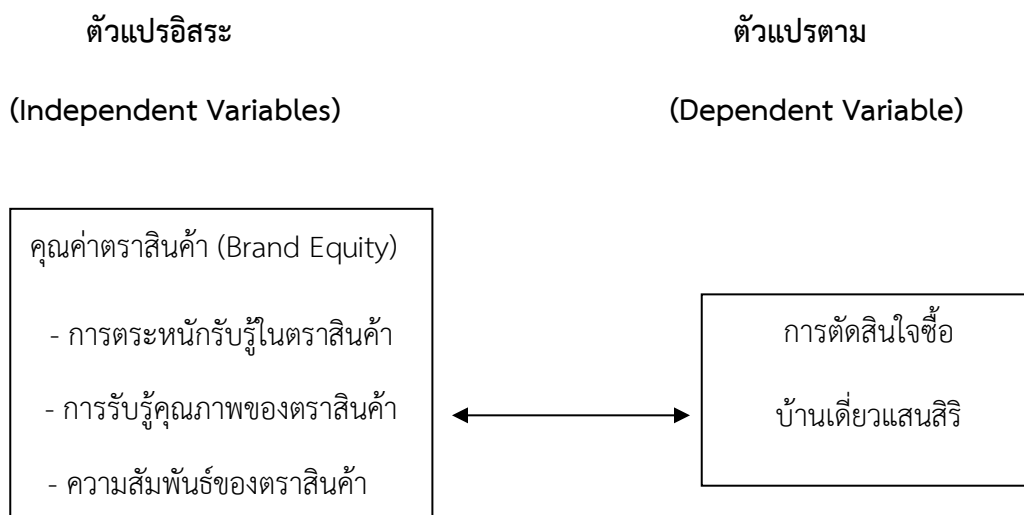 ตัวแปรอิสระ
ตัวแปรตาม
(Independent Variables)
(Dependent Variable)
คุณค่าตราสินค้า (Brand Equity)
- การตระหนักรับรู้ในตราสินค้า
- การรับรู้คุณภาพของตราสินค้า
- ความสัมพันธ์ของตราสินค้า
การตัดสินใจซื้อ
บ้านเดี่ยวแสนสิริ